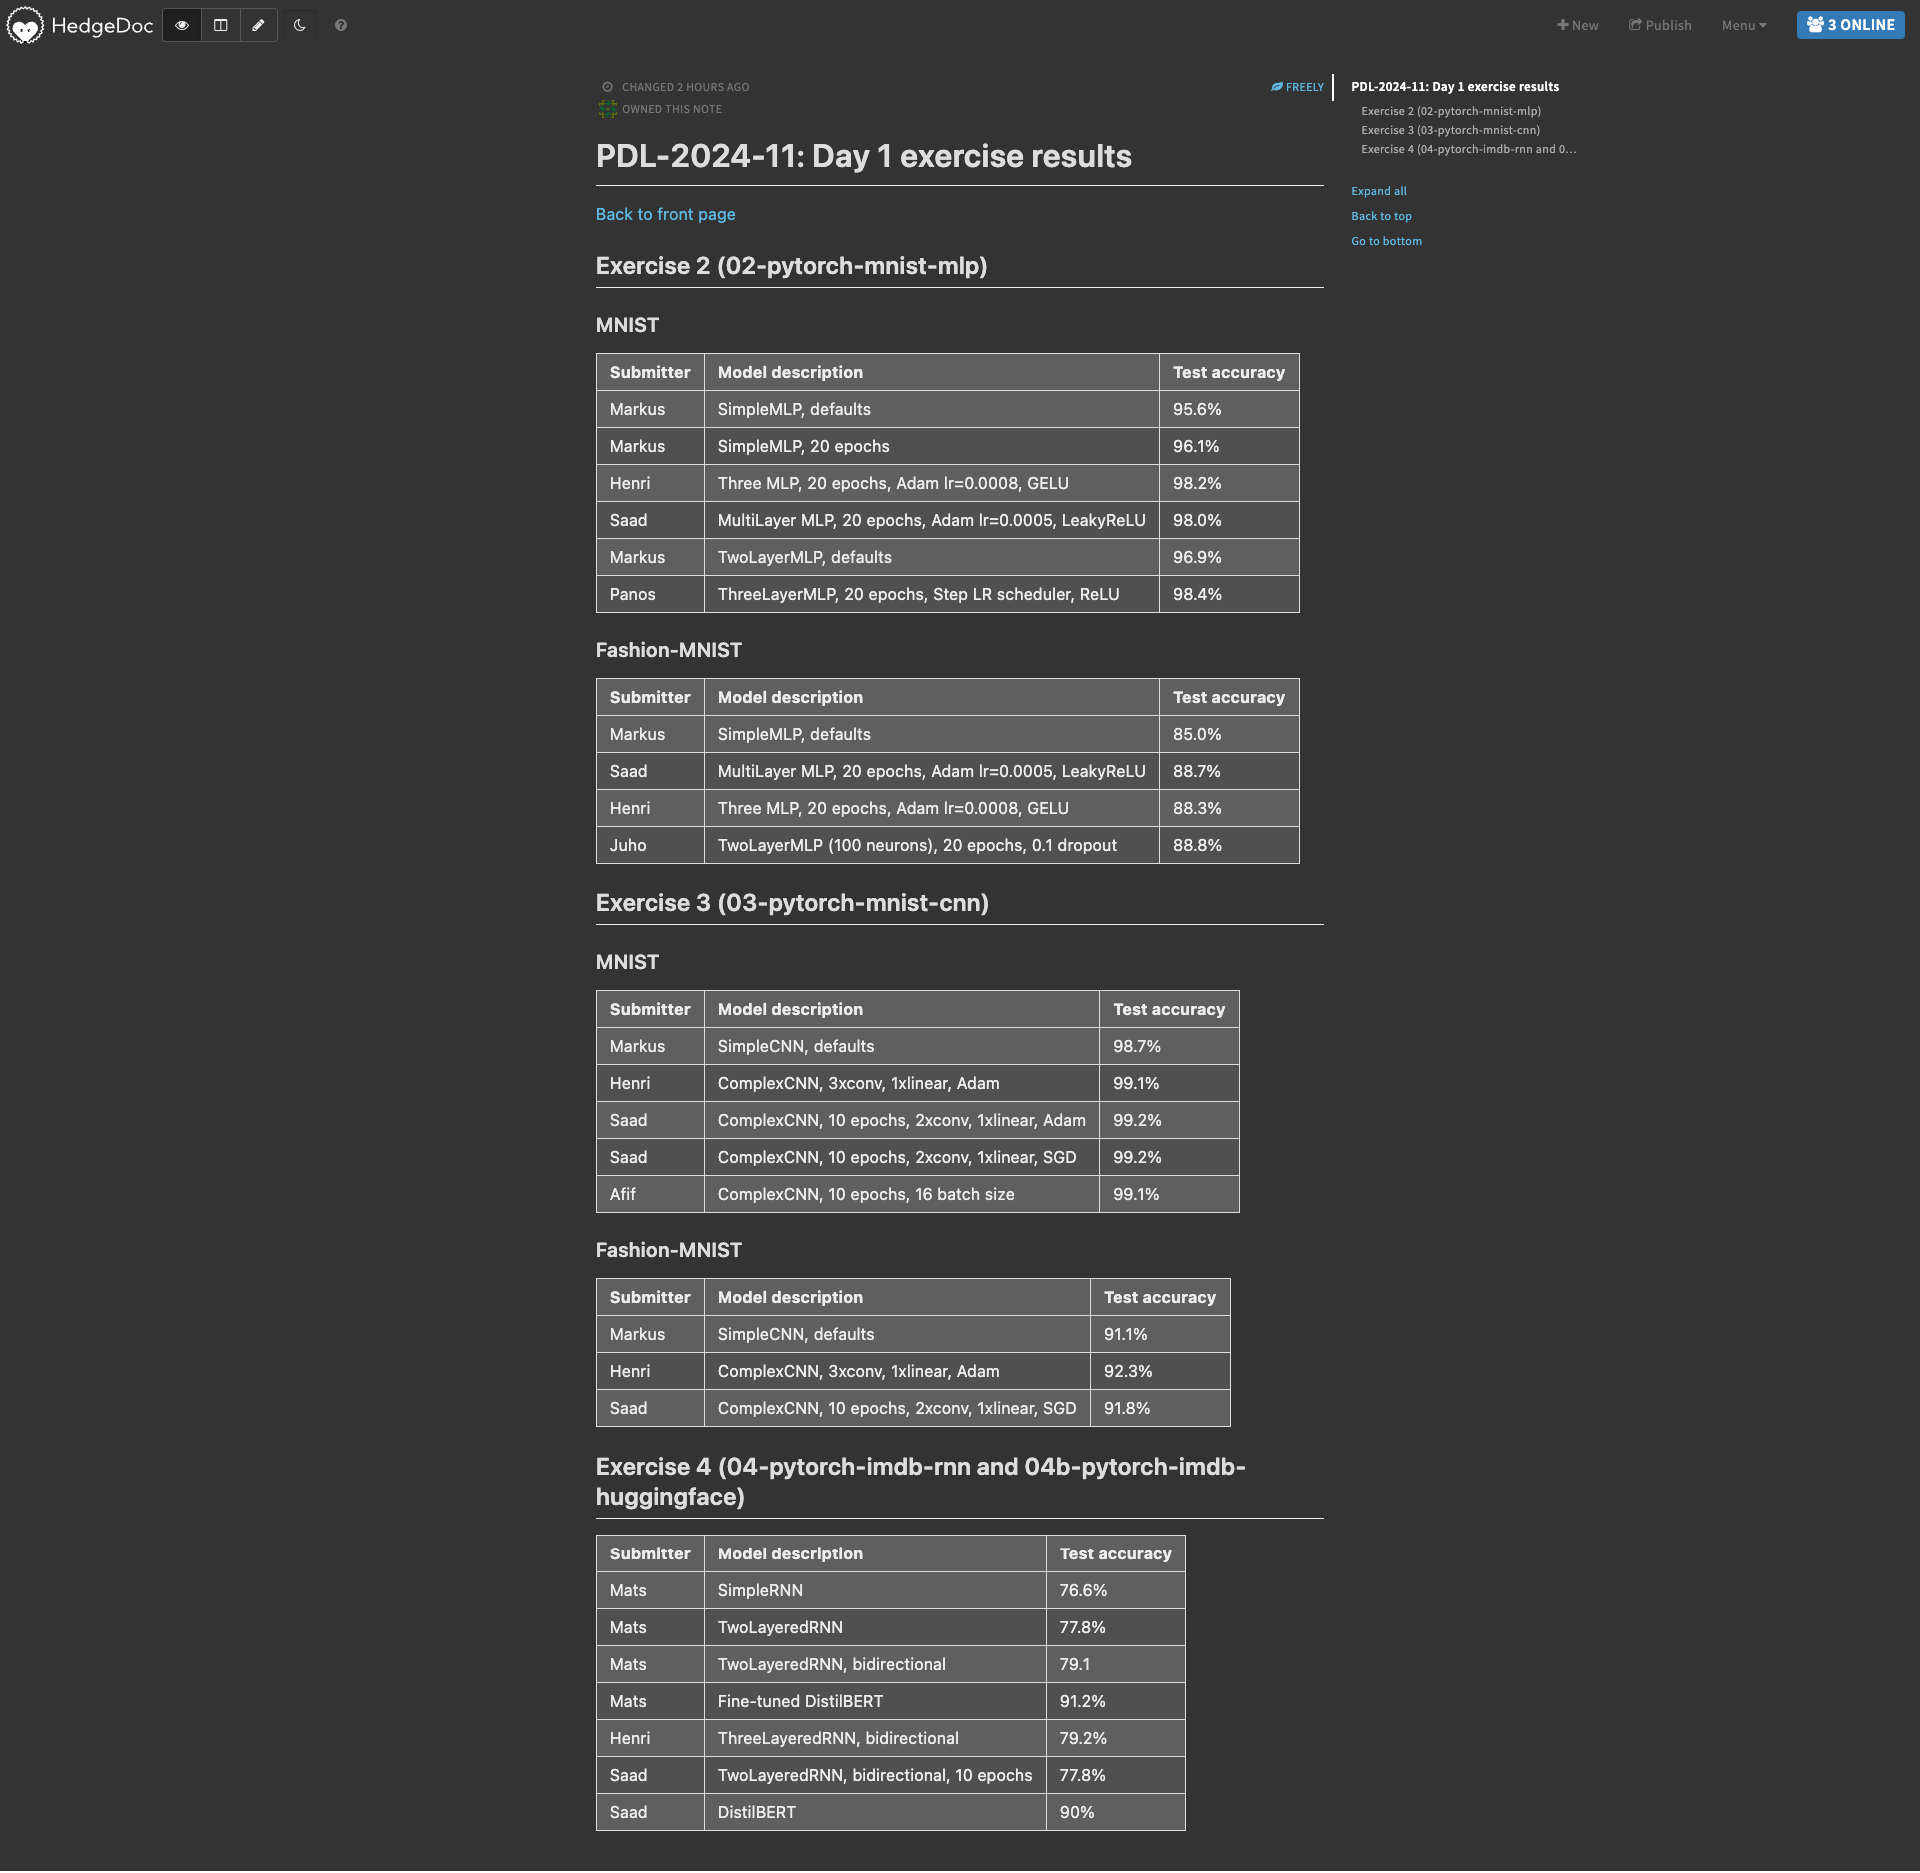 HedgeDoc
New Publish Menu 3 ONLINE
CHANGED 2 HOURS AGO FREELY
OWNED THIS NOTE
PDL-2024-11: Day 1 exercise results
Back to front page
Exercise 2 (02-pytorch-mnist-mlp)
MNIST
Submitter Model description Test accuracy
Markus SimpleMLP, defaults 95.6%
Markus SimpleMLP, 20 epochs 96.1%
Henri Three MLP, 20 epochs, Adam lr=0.0008, GELU 98.2%
Saad MultiLayer MLP, 20 epochs, Adam lr=0.0005, LeakyReLU 98.0%
Markus TwoLayerMLP, defaults 96.9%
Panos ThreeLayerMLP, 20 epochs, Step LR scheduler, ReLU 98.4%
Fashion-MNIST
Submitter Model description Test accuracy
Markus SimpleMLP, defaults 85.0%
Saad MultiLayer MLP, 20 epochs, Adam lr=0.0005, LeakyReLU 88.7%
Henri Three MLP, 20 epochs, Adam lr=0.0008, GELU 88.3%
Juho TwoLayerMLP (100 neurons), 20 epochs, 0.1 dropout 88.8%
Exercise 3 (03-pytorch-mnist-cnn)
MNIST
Submitter Model description Test accuracy
Markus SimpleCNN, defaults 98.7%
Henri ComplexCNN, 3xconv, 1xlinear, Adam 99.1%
Saad ComplexCNN, 10 epochs, 2xconv, 1xlinear, Adam 99.2%
Saad ComplexCNN, 10 epochs, 2xconv, 1xlinear, SGD 99.2%
Afif ComplexCNN, 10 epochs, 16 batch size 99.1%
Fashion-MNIST
Submitter Model description Test accuracy
Markus SimpleCNN, defaults 91.1%
Henri ComplexCNN, 3xconv, 1xlinear, Adam 92.3%
Saad ComplexCNN, 10 epochs, 2xconv, 1xlinear, SGD 91.8%
Exercise 4 (04-pytorch-imdb-rnn and 04b-pytorch-imdb-
huggingface)
Submitter Model description Test accuracy
Mats SimpleRNN 76.6%
Mats TwoLayeredRNN 77.8%
Mats TwoLayeredRNN, bidirectional 79.1
Mats Fine-tuned DistilBERT 91.2%
Henri ThreeLayeredRNN, bidirectional 79.2%
Saad TwoLayeredRNN, bidirectional, 10 epochs 77.8%
Saad DistilBERT 90%
PDL-2024-11: Day 1 exercise results
Exercise 2 (02-pytorch-mnist-mlp)
Exercise 3 (03-pytorch-mnist-cnn)
Exercise 4 (04-pytorch-imdb-rnn and 0…
Expand all
Back to top
Go to bottom